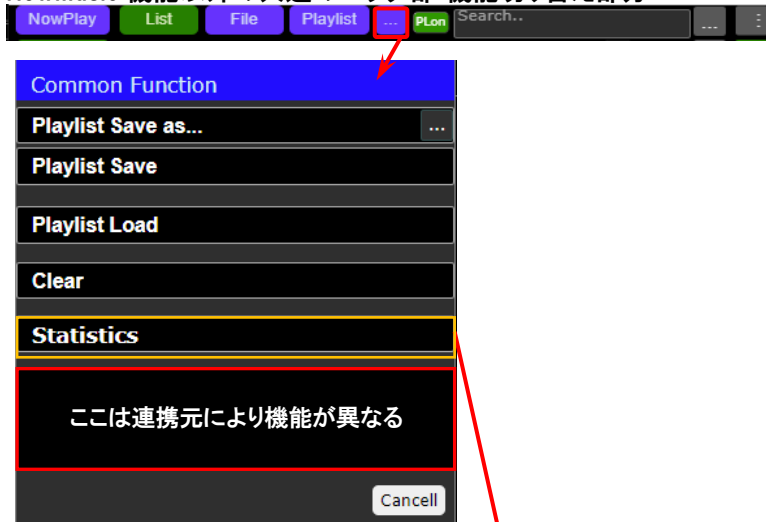 NowPlay List File Playlist ... PLon Search.. ... ⋮
Common Function
Playlist Save as... ...
Playlist Save
Playlist Load
Clear
Statistics
ここは連携元により機能が異なる
Cancell